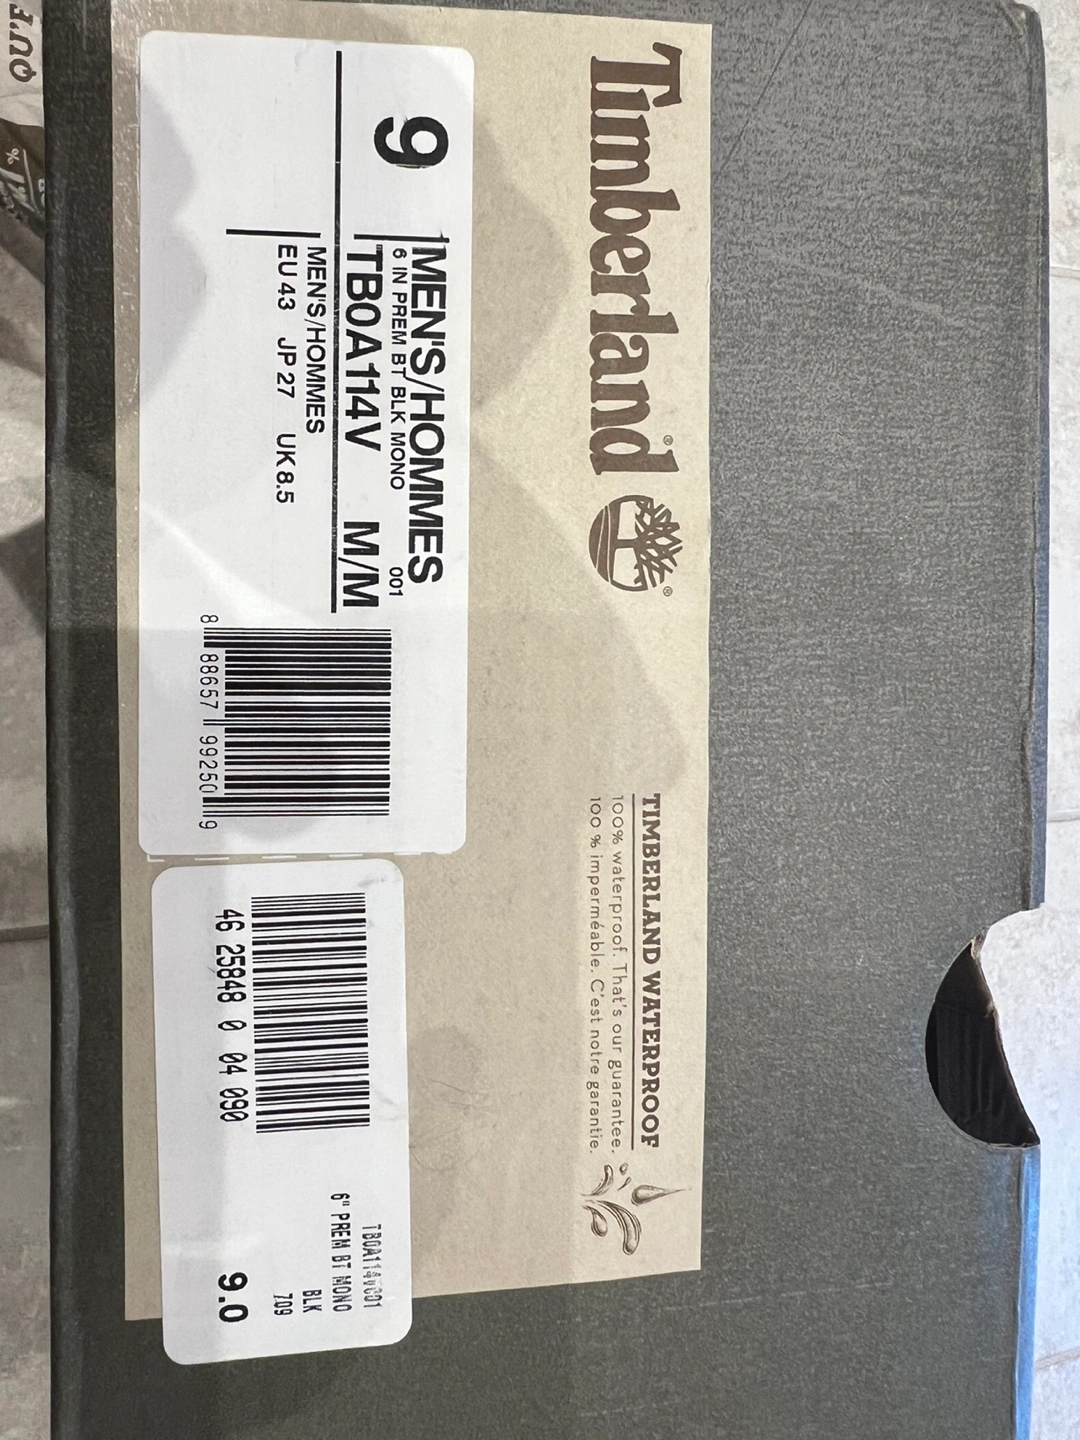 Timberland®
®
TIMBERLAND WATERPROOF
100% waterproof. That's our guarantee.
100 % imperméable. C'est notre garantie.
9
MEN'S/HOMMES
6 IN PREM BT BLK MONO 001
TB0A114V M/M
MEN'S/HOMMES
EU 43 JP 27 UK 8.5
8 88657 99250 9
46 25848 0 04 090
TB0A114V001
6" PREM BT MONO
BLK
709
9.0